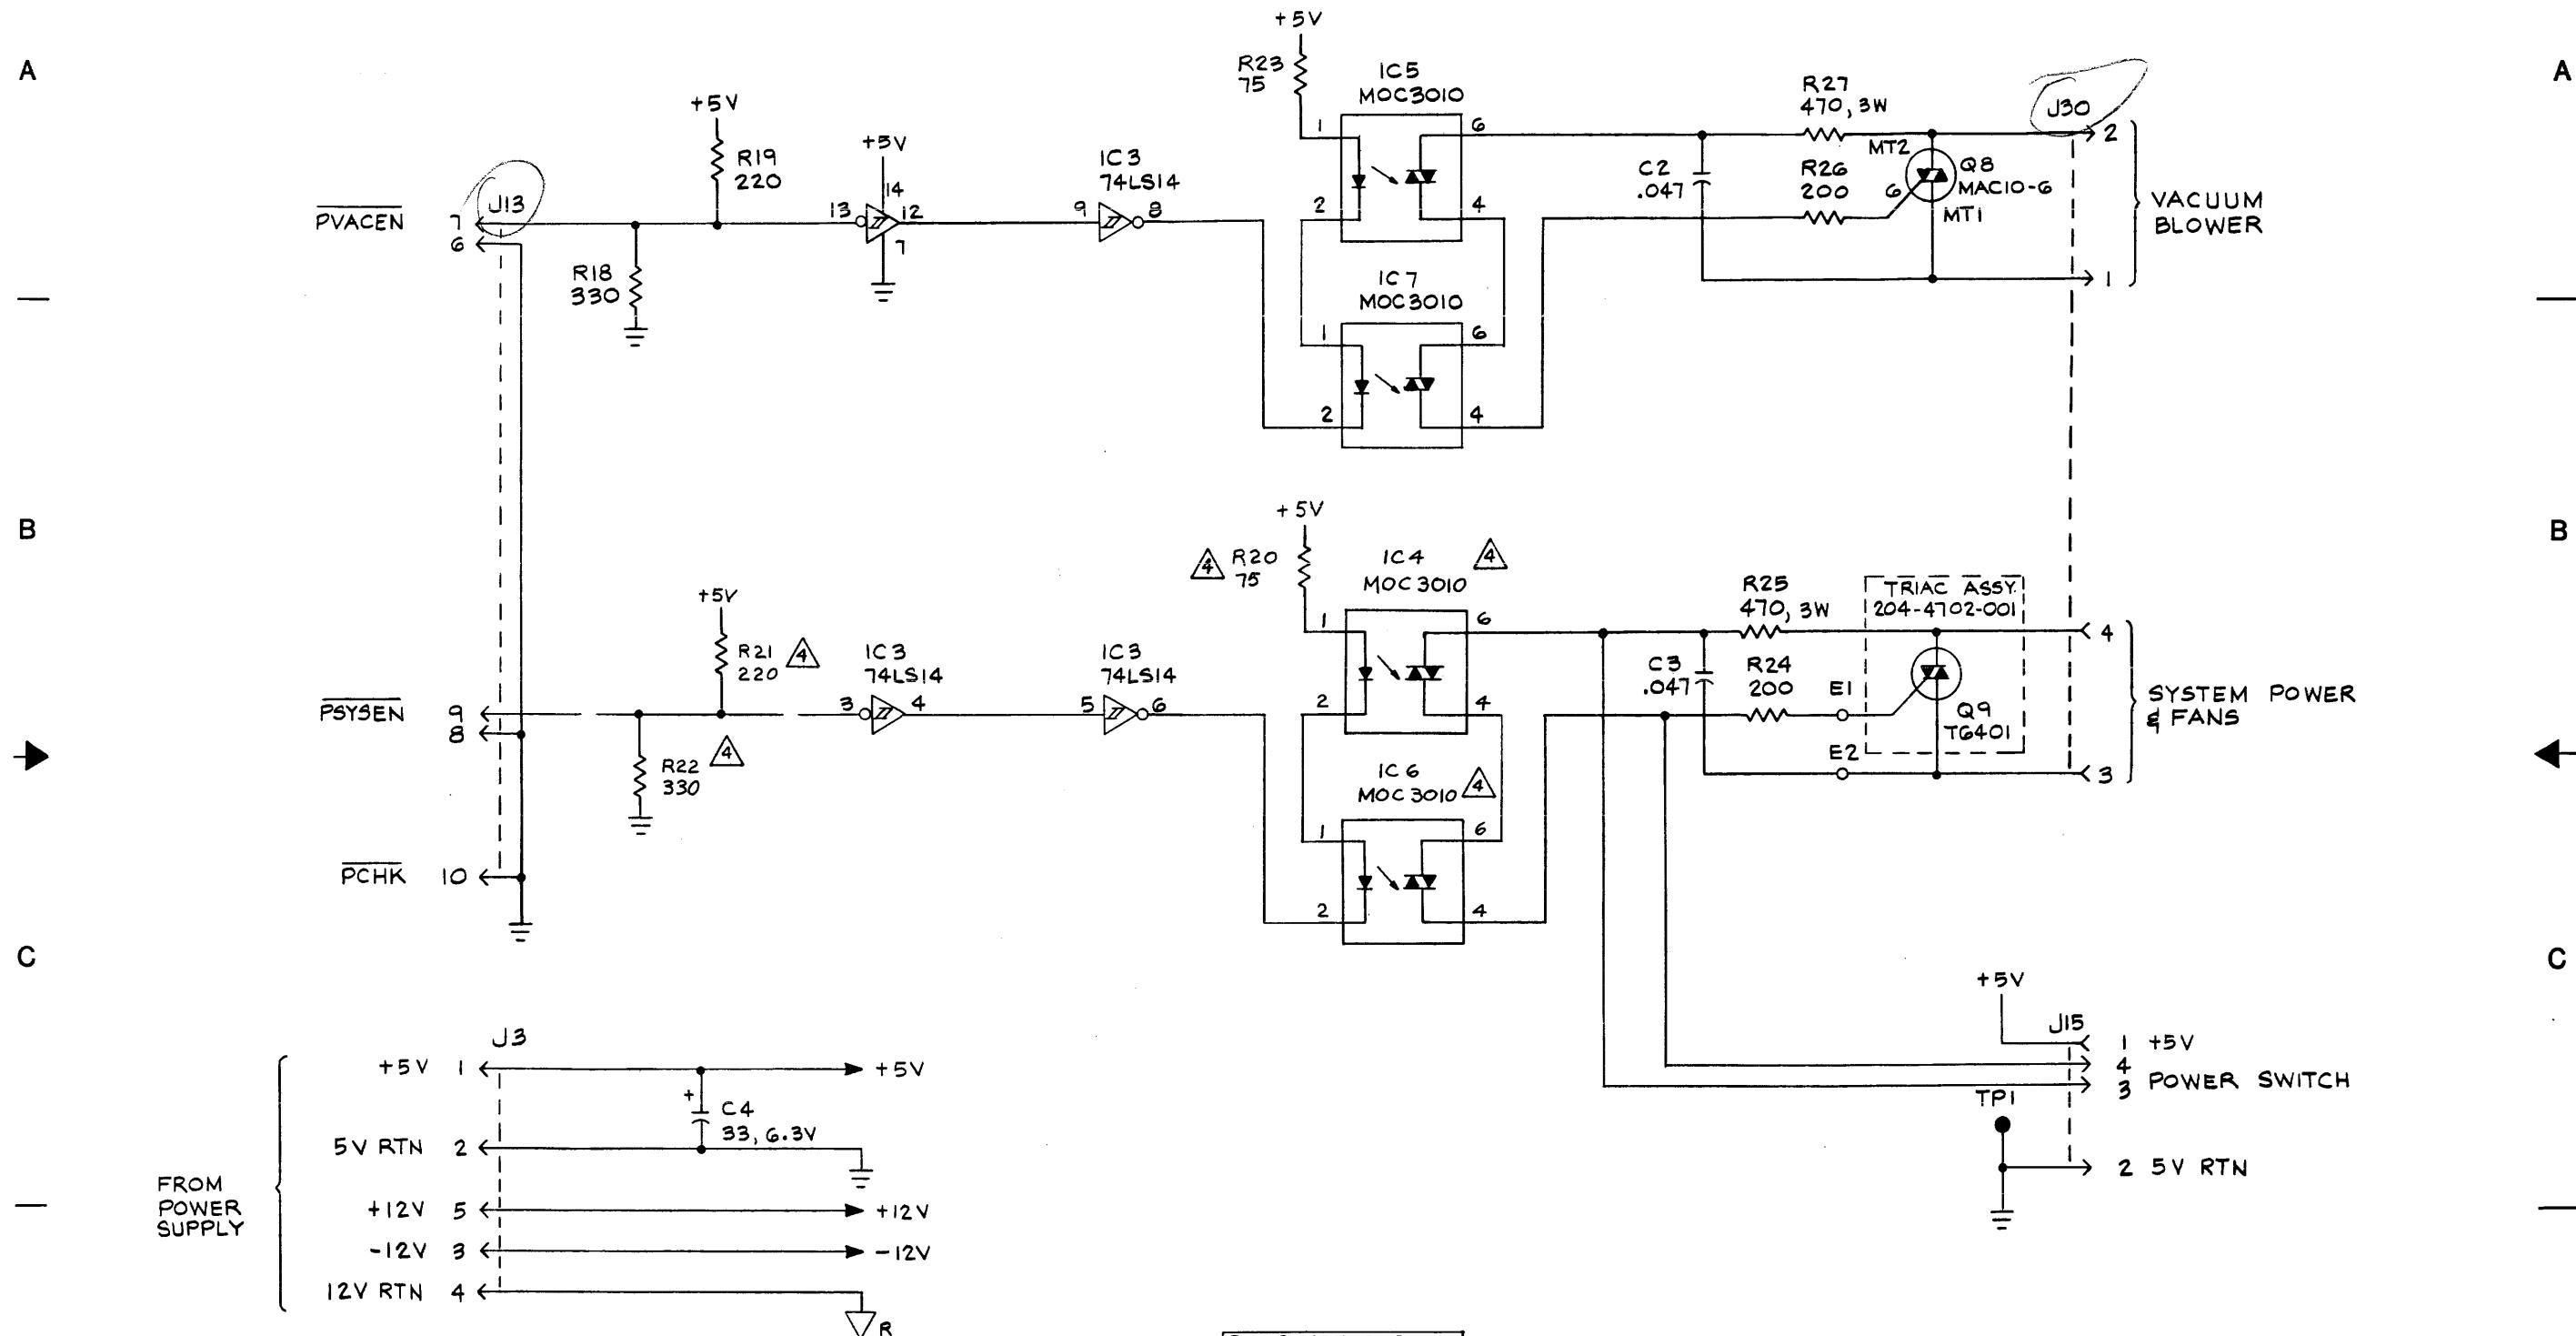 A
A
+5V
R23
75
IC5
MOC3010
1
2
6
4
R27
470, 3W
J30
2
MT2
Q8
MAC10-6
G
MT1
C2
.047
R26
200
1
VACUUM
BLOWER
+5V
R19
220
+5V
14
13
12
7
IC3
74LS14
9
8
PVACEN
7
6
J13
R18
330
IC7
MOC3010
1
2
6
4
B
B
+5V
4
R20
75
IC4
4
MOC3010
1
2
6
4
R25
470, 3W
TRIAC ASSY.
204-4702-001
4
C3
.047
R24
200
E1
Q9
T6401
E2
3
SYSTEM POWER
& FANS
+5V
R21
220
4
IC3
74LS14
3
4
IC3
74LS14
5
6
PSYSEN
9
8
R22
330
4
IC6
MOC3010
4
1
2
6
4
PCHK
10
C
C
+5V
J15
1 +5V
4
3 POWER SWITCH
TP1
2 5V RTN
J3
FROM
POWER
SUPPLY
+5V 1
+5V
+
C4
33, 6.3V
5V RTN 2
+12V 5
+12V
-12V 3
-12V
12V RTN 4
R